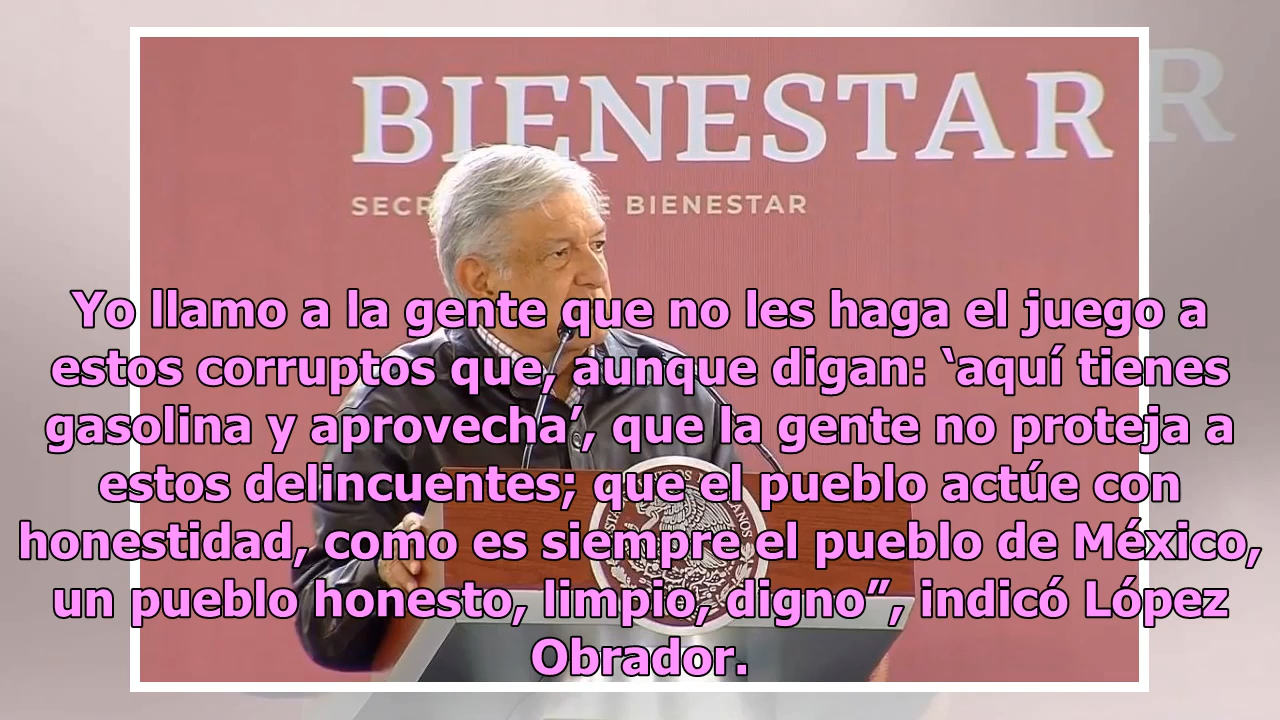 BIENESTAR
R
SECR E BIENESTAR
Yo llamo a la gente que no les haga el juego a
estos corruptos que, aunque digan: ‘aquí tienes
gasolina y aprovecha’, que la gente no proteja a
estos delincuentes; que el pueblo actúe con
honestidad, como es siempre el pueblo de México,
un pueblo honesto, limpio, digno”, indicó López
Obrador.